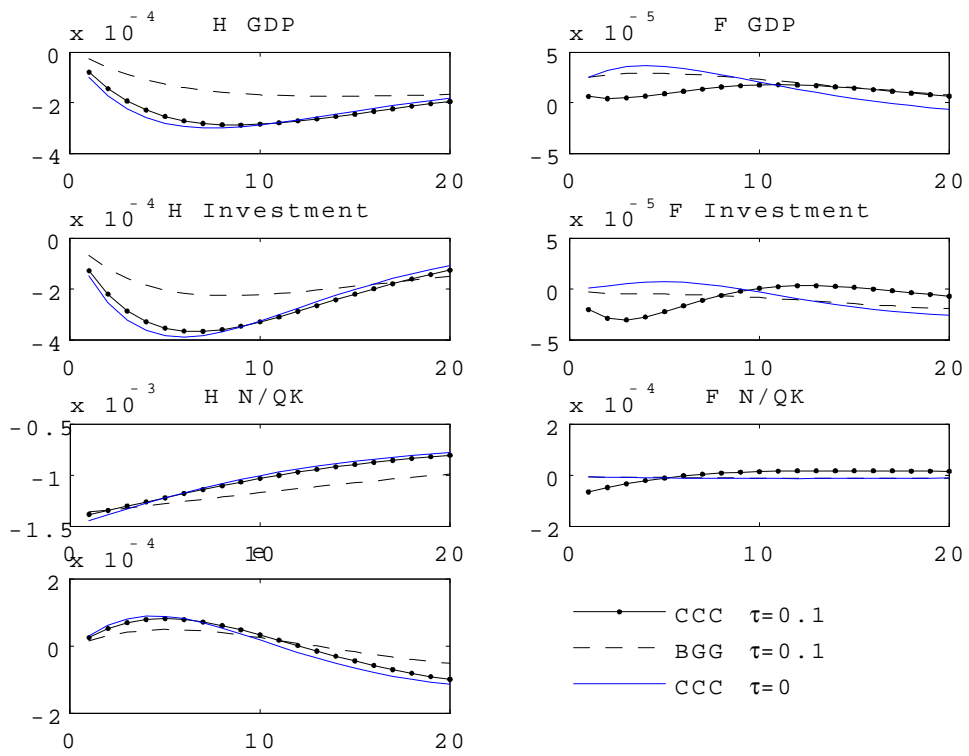 x 10^-4 H GDP
0
-2
-4
0 10 20
x 10^-5 F GDP
5
0
-5
0 10 20
x 10^-4 H Investment
0
-2
-4
0 10 20
x 10^-5 F Investment
5
0
-5
0 10 20
x 10^-3 H N/QK
-0.5
-1
-1.5
0 10 20
x 10^-4 F N/QK
2
0
-2
0 10 20
x 10^-4 e
2
0
-2
0 10 20
CCC τ=0.1
BGG τ=0.1
CCC τ=0